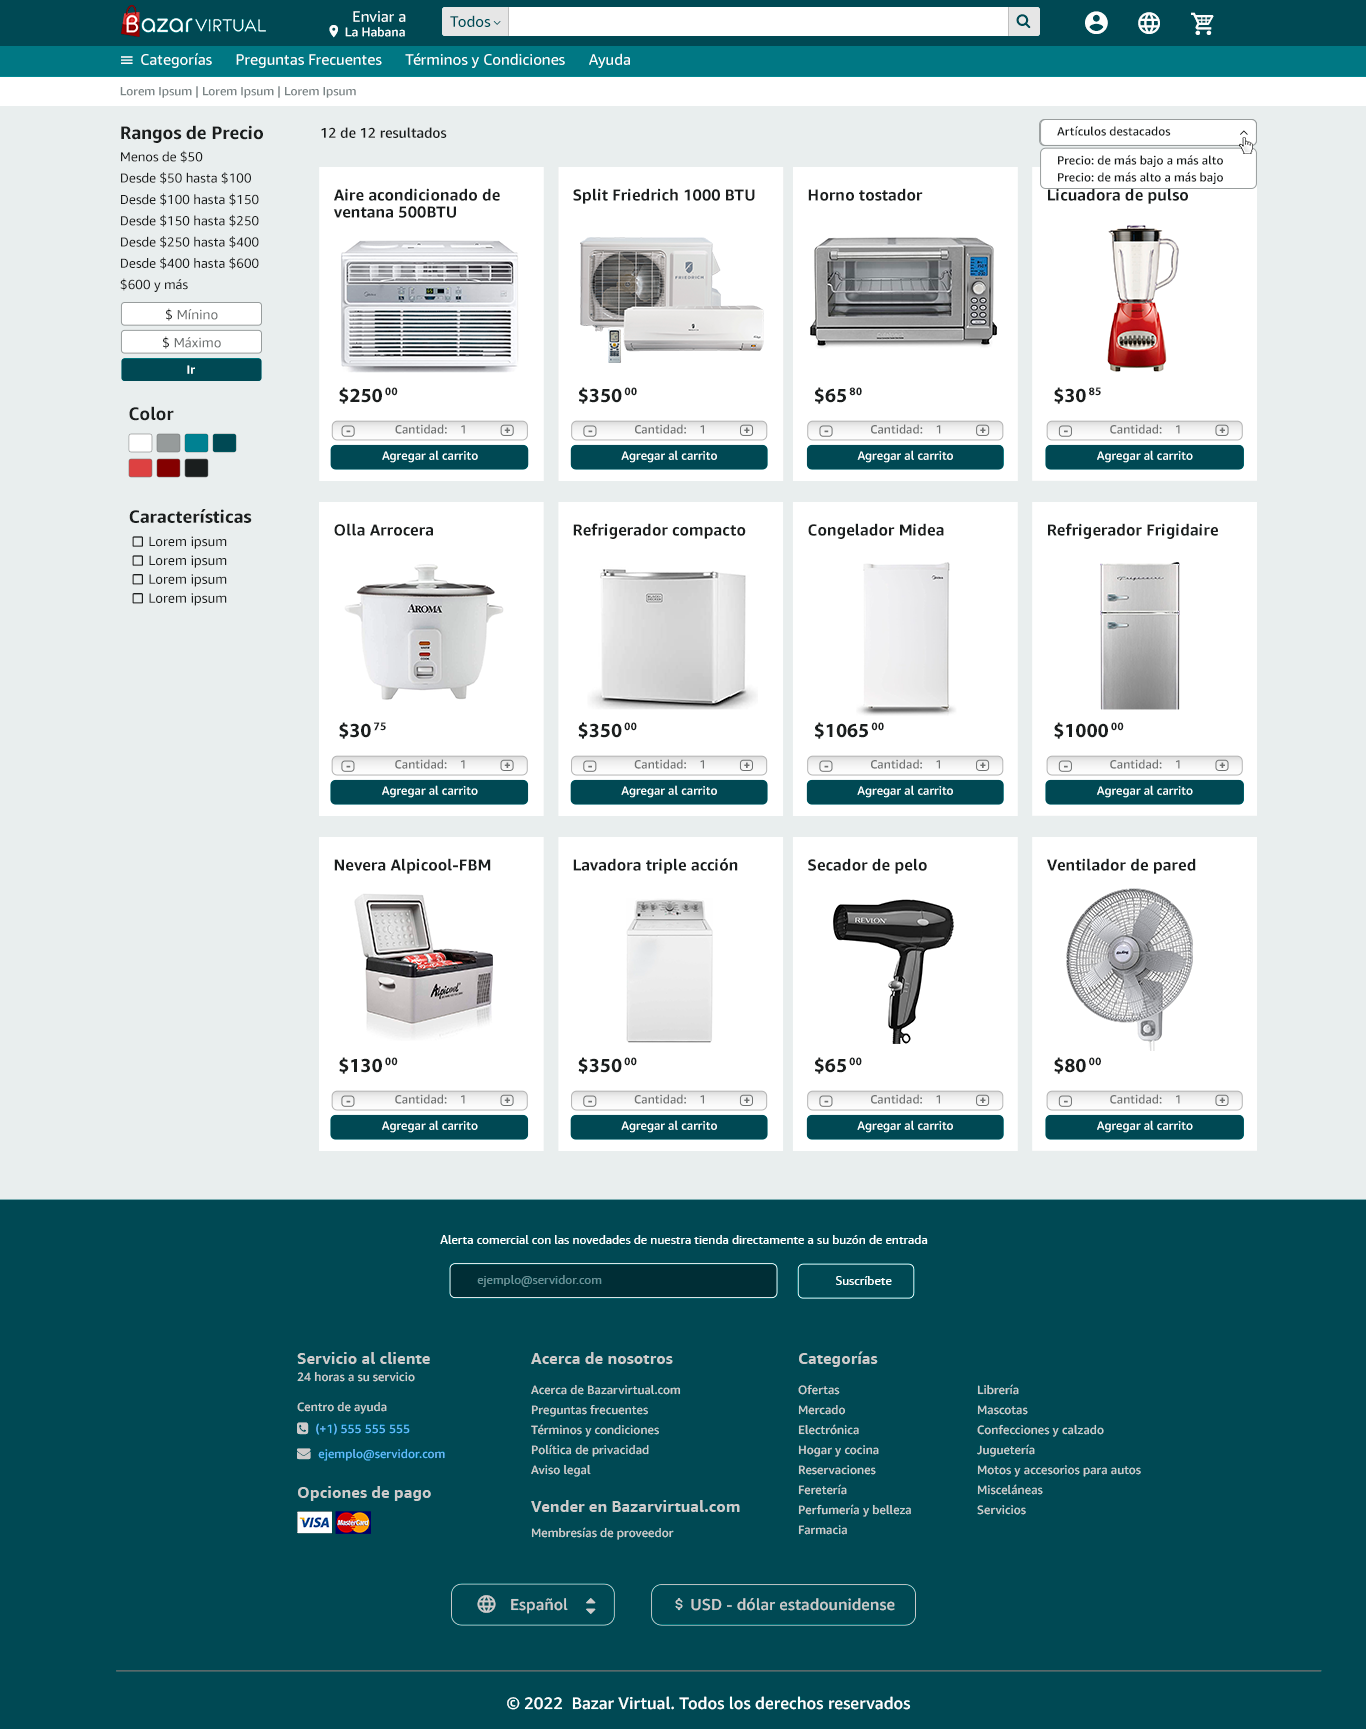 Bazar VIRTUAL
Enviar a
La Habana
Todos
Categorías
Preguntas Frecuentes
Términos y Condiciones
Ayuda
Lorem Ipsum | Lorem Ipsum | Lorem Ipsum
Rangos de Precio
Menos de $50
Desde $50 hasta $100
Desde $100 hasta $150
Desde $150 hasta $250
Desde $250 hasta $400
Desde $400 hasta $600
$600 y más
$ Mínino
$ Máximo
Ir
Color
Características
Lorem ipsum
Lorem ipsum
Lorem ipsum
Lorem ipsum
12 de 12 resultados
Artículos destacados
Precio: de más bajo a más alto
Precio: de más alto a más bajo
Aire acondicionado de
ventana 500BTU
$250 00
- Cantidad: 1 +
Agregar al carrito
Split Friedrich 1000 BTU
FRIEDRICH
$350 00
- Cantidad: 1 +
Agregar al carrito
Horno tostador
$65 80
- Cantidad: 1 +
Agregar al carrito
Licuadora de pulso
$30 85
- Cantidad: 1 +
Agregar al carrito
Olla Arrocera
AROMA
$30 75
- Cantidad: 1 +
Agregar al carrito
Refrigerador compacto
$350 00
- Cantidad: 1 +
Agregar al carrito
Congelador Midea
$1065 00
- Cantidad: 1 +
Agregar al carrito
Refrigerador Frigidaire
Frigidaire
$1000 00
- Cantidad: 1 +
Agregar al carrito
Nevera Alpicool-FBM
Alpicool
$130 00
- Cantidad: 1 +
Agregar al carrito
Lavadora triple acción
$350 00
- Cantidad: 1 +
Agregar al carrito
Secador de pelo
REVLON
$65 00
- Cantidad: 1 +
Agregar al carrito
Ventilador de pared
$80 00
- Cantidad: 1 +
Agregar al carrito
Alerta comercial con las novedades de nuestra tienda directamente a su buzón de entrada
ejemplo@servidor.com
Suscríbete
Servicio al cliente
24 horas a su servicio
Centro de ayuda
(+1) 555 555 555
ejemplo@servidor.com
Opciones de pago
VISA
MasterCard
Acerca de nosotros
Acerca de Bazarvirtual.com
Preguntas frecuentes
Términos y condiciones
Política de privacidad
Aviso legal
Vender en Bazarvirtual.com
Membresías de proveedor
Categorías
Ofertas
Mercado
Electrónica
Hogar y cocina
Reservaciones
Feretería
Perfumería y belleza
Farmacia
Librería
Mascotas
Confecciones y calzado
Juguetería
Motos y accesorios para autos
Misceláneas
Servicios
Español
$ USD - dólar estadounidense
© 2022 Bazar Virtual. Todos los derechos reservados